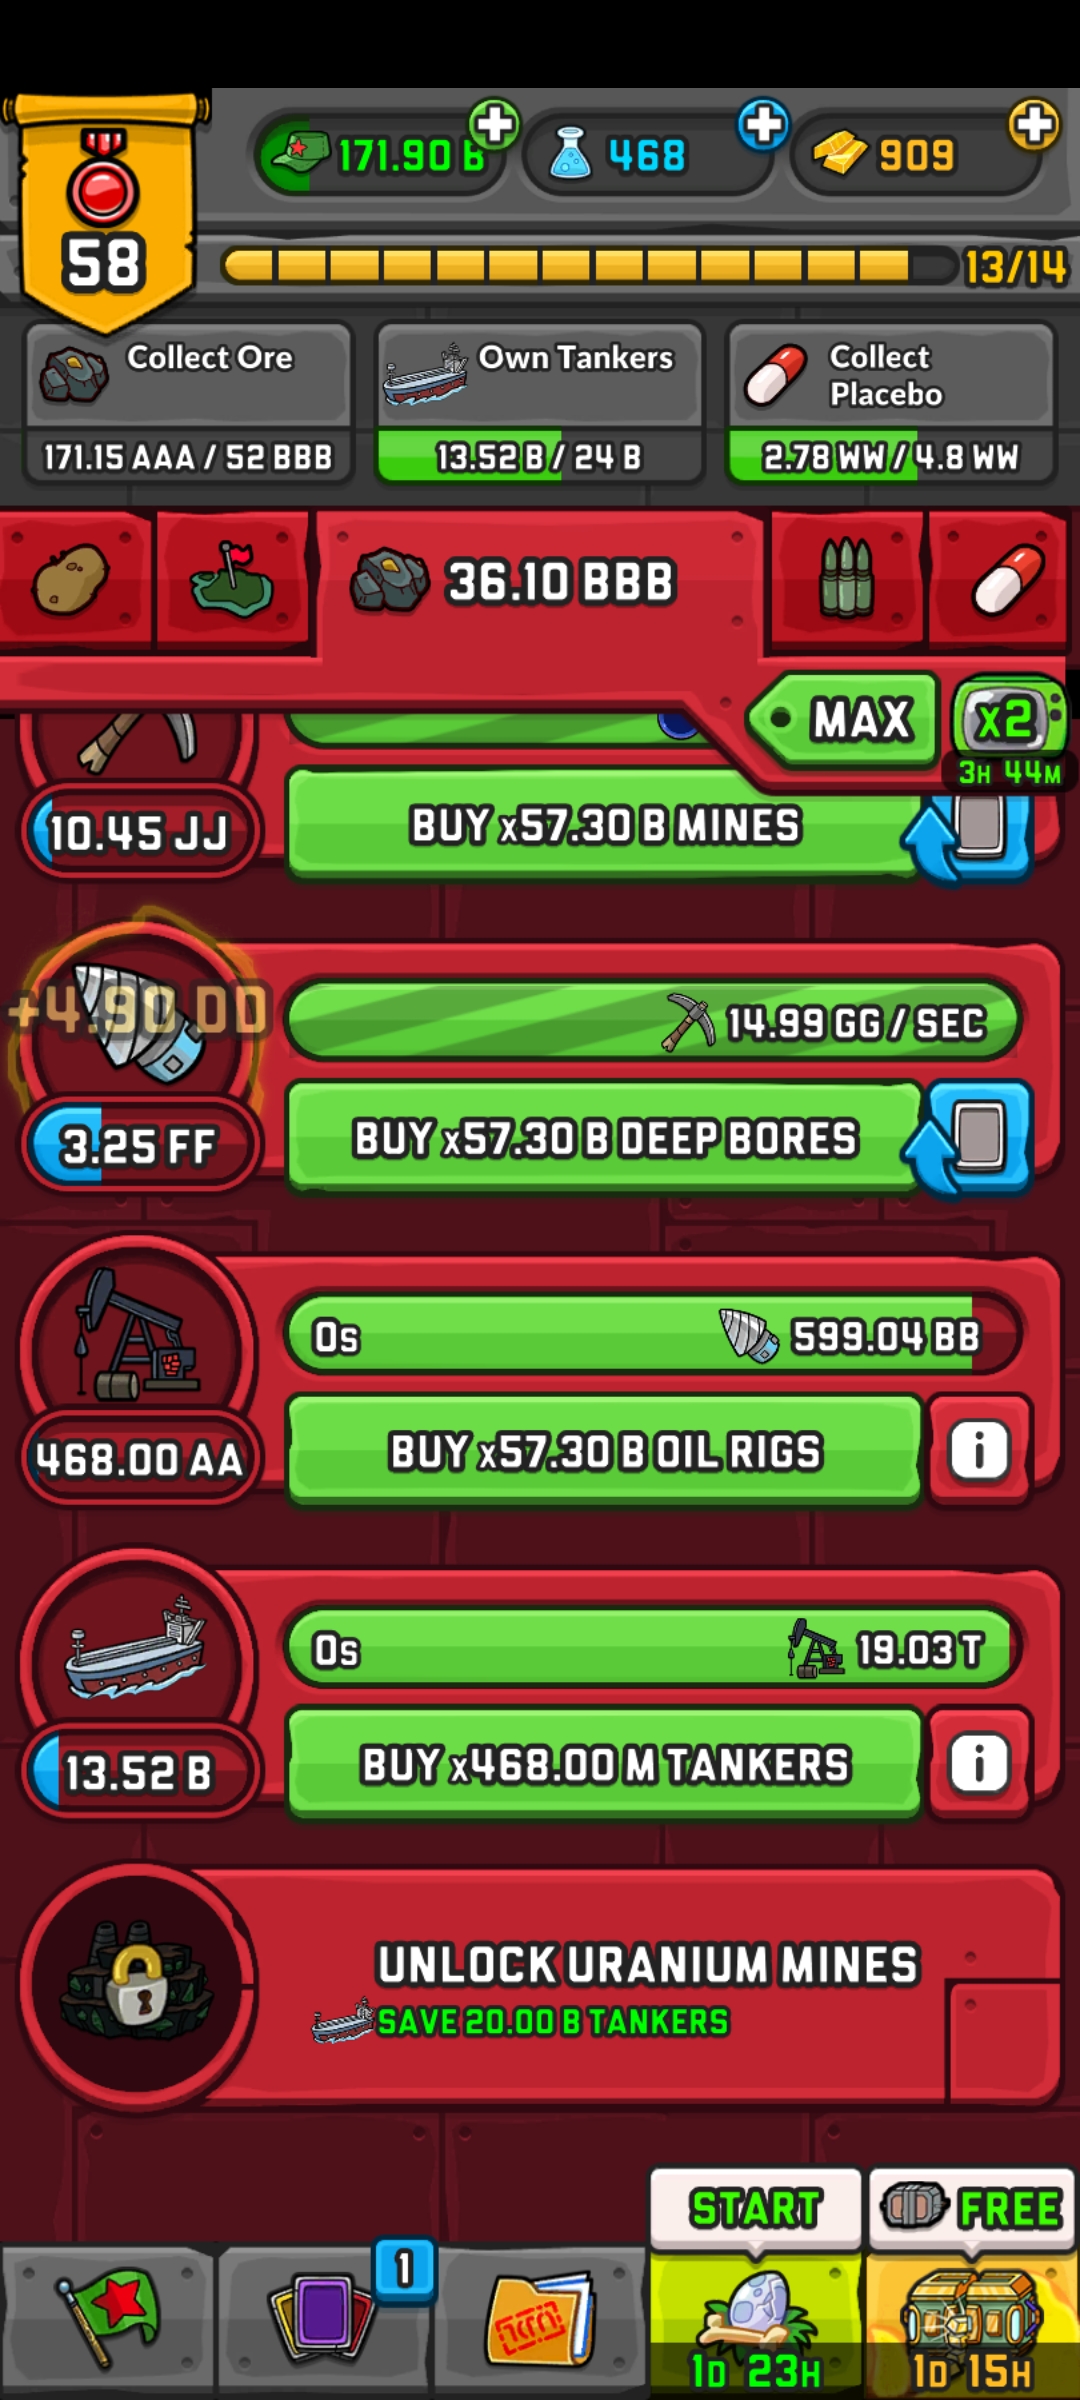 171.90 B
468
909
58
13/14
Collect Ore
171.15 AAA / 52 BBB
Own Tankers
13.52 B / 24 B
Collect
Placebo
2.78 WW / 4.8 WW
36.10 BBB
MAX
x2
3H 44M
10.45 JJ
BUY x57.30 B MINES
+4.90 DD
14.99 GG / SEC
3.25 FF
BUY x57.30 B DEEP BORES
0s
599.04 BB
468.00 AA
BUY x57.30 B OIL RIGS
i
0s
19.03 T
13.52 B
BUY x468.00 M TANKERS
i
UNLOCK URANIUM MINES
SAVE 20.00 B TANKERS
START
FREE
1
1D 23H
1D 15H